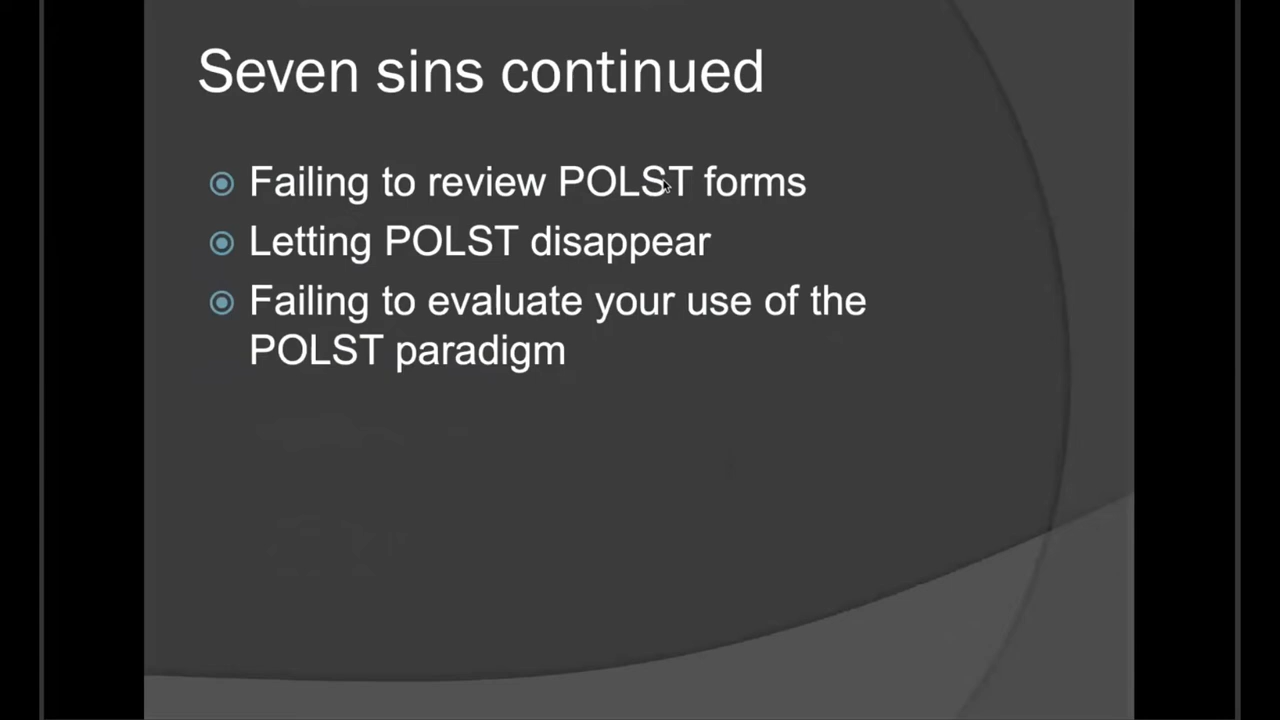 Seven sins continued
Failing to review POLST forms
Letting POLST disappear
Failing to evaluate your use of the
POLST paradigm